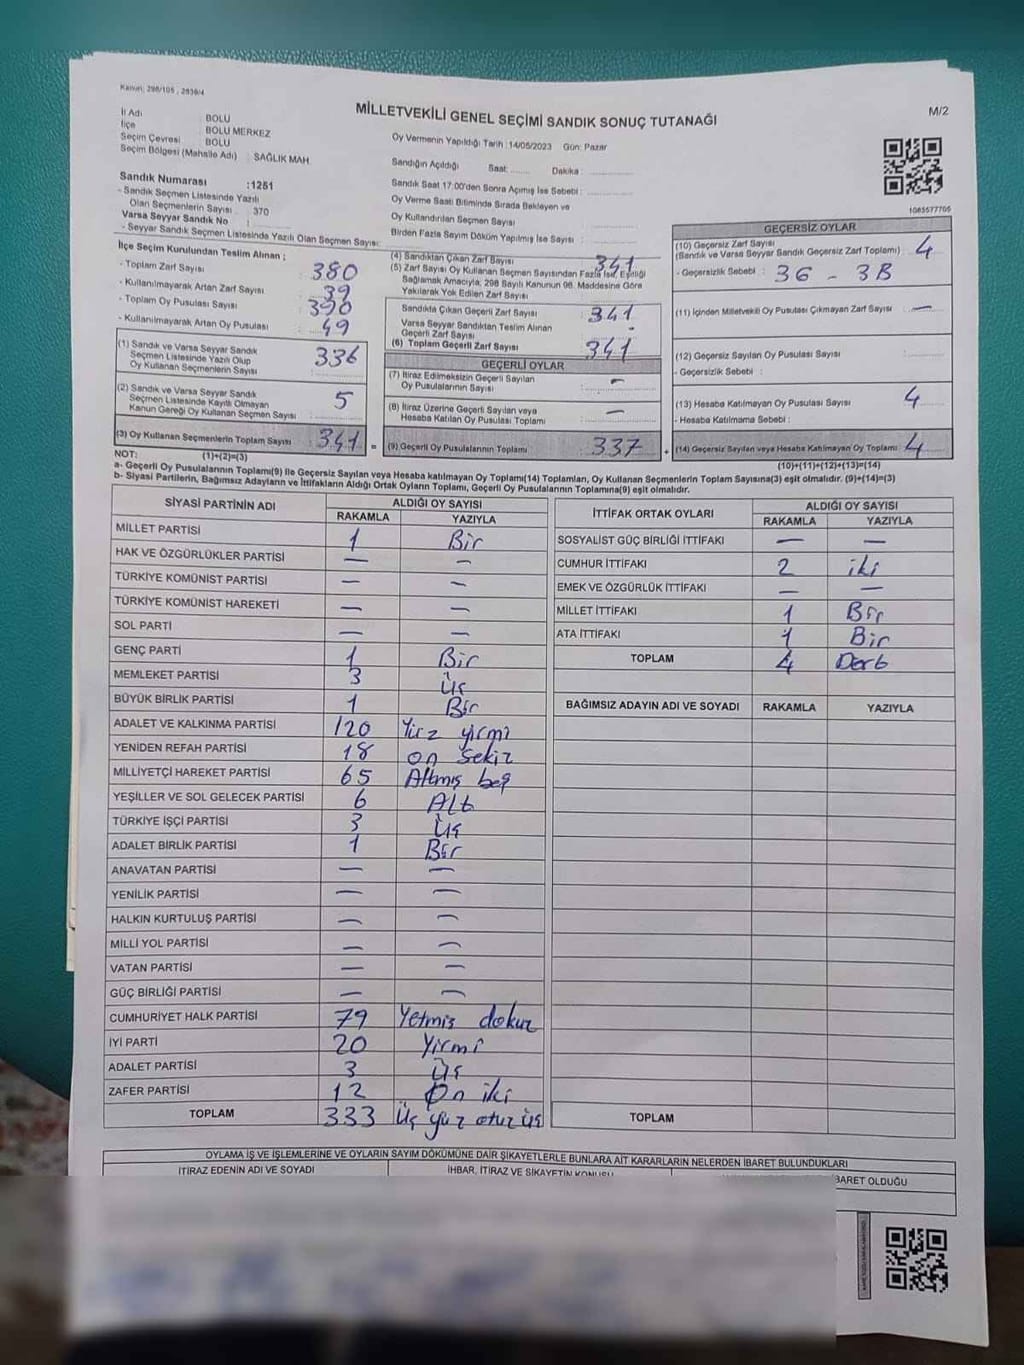 Kanun: 298/105 , 2839/4
MİLLETVEKİLİ GENEL SEÇİMİ SANDIK SONUÇ TUTANAĞI
M/2
İl Adı : BOLU
İlçe : BOLU MERKEZ
Seçim Çevresi : BOLU
Seçim Bölgesi (Mahalle Adı) : SAĞLIK MAH.
Sandık Numarası :1251
- Sandık Seçmen Listesinde Yazılı
Olan Seçmenlerin Sayısı : 370
Varsa Seyyar Sandık No :
- Seyyar Sandık Seçmen Listesinde Yazılı Olan Seçmen Sayısı:
Oy Vermenin Yapıldığı Tarih :14/05/2023 Gün: Pazar
Sandığın Açıldığı Saat:........ Dakika :
Sandık Saat 17:00'den Sonra Açılmış İse Sebebi :
Oy Verme Saati Bitiminde Sırada Bekleyen ve
Oy Kullandırılan Seçmen Sayısı :
Birden Fazla Sayım Döküm Yapılmış İse Sayısı :
1085577705
İlçe Seçim Kurulundan Teslim Alınan ;
- Toplam Zarf Sayısı : 380
- Kullanılmayarak Artan Zarf Sayısı : 39
- Toplam Oy Pusulası Sayısı : 390
- Kullanılmayarak Artan Oy Pusulası : 49
(1) Sandık ve Varsa Seyyar Sandık
Seçmen Listesinde Yazılı Olup
Oy Kullanan Seçmenlerin Sayısı : 336
(2) Sandık ve Varsa Seyyar Sandık
Seçmen Listesinde Kayıtlı Olmayan
Kanun Gereği Oy Kullanan Seçmen Sayısı : 5
(3) Oy Kullanan Seçmenlerin Toplam Sayısı : 341 =
(4) Sandıktan Çıkan Zarf Sayısı : 341
(5) Zarf Sayısı Oy Kullanan Seçmen Sayısından Fazla İse, Eşitliği
Sağlamak Amacıyla, 298 Sayılı Kanunun 98. Maddesine Göre
Yakılarak Yok Edilen Zarf Sayısı :
Sandıkta Çıkan Geçerli Zarf Sayısı : 341
Varsa Seyyar Sandıktan Teslim Alınan
Geçerli Zarf Sayısı : -
(6) Toplam Geçerli Zarf Sayısı : 341
GEÇERLİ OYLAR
(7) İtiraz Edilmeksizin Geçerli Sayılan
Oy Pusulalarının Sayısı : —
(8) İtiraz Üzerine Geçerli Sayılan veya
Hesaba Katılan Oy Pusulası Toplamı : —
(9) Geçerli Oy Pusulalarının Toplamı : 337 +
GEÇERSİZ OYLAR
(10) Geçersiz Zarf Sayısı
(Sandık ve Varsa Seyyar Sandık Geçersiz Zarf Toplamı) : 4
- Geçersizlik Sebebi : 3G - 3B
(11) İçinden Milletvekili Oy Pusulası Çıkmayan Zarf Sayısı : —
(12) Geçersiz Sayılan Oy Pusulası Sayısı :
- Geçersizlik Sebebi :
(13) Hesaba Katılmayan Oy Pusulası Sayısı : 4
- Hesaba Katılmama Sebebi :
(14) Geçersiz Sayılan veya Hesaba Katılmayan Oy Toplamı : 4
NOT: (1)+(2)=(3)
(10)+(11)+(12)+(13)=(14)
a- Geçerli Oy Pusulalarının Toplamı(9) ile Geçersiz Sayılan veya Hesaba katılmayan Oy Toplamı(14) Toplamları, Oy Kullanan Seçmenlerin Toplam Sayısına(3) eşit olmalıdır. (9)+(14)=(3)
b- Siyasi Partilerin, Bağımsız Adayların ve İttifakların Aldığı Ortak Oyların Toplamı, Geçerli Oy Pusulalarının Toplamına(9) eşit olmalıdır.
SİYASİ PARTİNİN ADI ALDIĞI OY SAYISI
RAKAMLA YAZIYLA
MİLLET PARTİSİ 1 Bir
HAK VE ÖZGÜRLÜKLER PARTİSİ — —
TÜRKİYE KOMÜNİST PARTİSİ — —
TÜRKİYE KOMÜNİST HAREKETİ — —
SOL PARTİ — —
GENÇ PARTİ 1 Bir
MEMLEKET PARTİSİ 3 Üç
BÜYÜK BİRLİK PARTİSİ 1 Bir
ADALET VE KALKINMA PARTİSİ 120 Yüz yirmi
YENİDEN REFAH PARTİSİ 18 on sekiz
MİLLİYETÇİ HAREKET PARTİSİ 65 Altmış beş
YEŞİLLER VE SOL GELECEK PARTİSİ 6 Altı
TÜRKİYE İŞÇİ PARTİSİ 3 Üç
ADALET BİRLİK PARTİSİ 1 Bir
ANAVATAN PARTİSİ — —
YENİLİK PARTİSİ — —
HALKIN KURTULUŞ PARTİSİ — —
MİLLİ YOL PARTİSİ — —
VATAN PARTİSİ — —
GÜÇ BİRLİĞİ PARTİSİ — —
CUMHURİYET HALK PARTİSİ 79 Yetmiş dokuz
İYİ PARTİ 20 Yirmi
ADALET PARTİSİ 3 Üç
ZAFER PARTİSİ 12 On iki
TOPLAM 333 Üç yüz otuz üç
İTTİFAK ORTAK OYLARI ALDIĞI OY SAYISI
RAKAMLA YAZIYLA
SOSYALİST GÜÇ BİRLİĞİ İTTİFAKI — —
CUMHUR İTTİFAKI 2 iki
EMEK VE ÖZGÜRLÜK İTTİFAKI — —
MİLLET İTTİFAKI 1 Bir
ATA İTTİFAKI 1 Bir
TOPLAM 4 Dört
BAĞIMSIZ ADAYIN ADI VE SOYADI RAKAMLA YAZIYLA
TOPLAM
OYLAMA İŞ VE İŞLEMLERİNE VE OYLARIN SAYIM DÖKÜMÜNE DAİR ŞİKAYETLERLE BUNLARA AİT KARARLARIN NELERDEN İBARET BULUNDUKLARI
İTİRAZ EDENİN ADI VE SOYADI İHBAR, İTİRAZ VE ŞİKAYETİN KONUSU BARET OLDUĞU